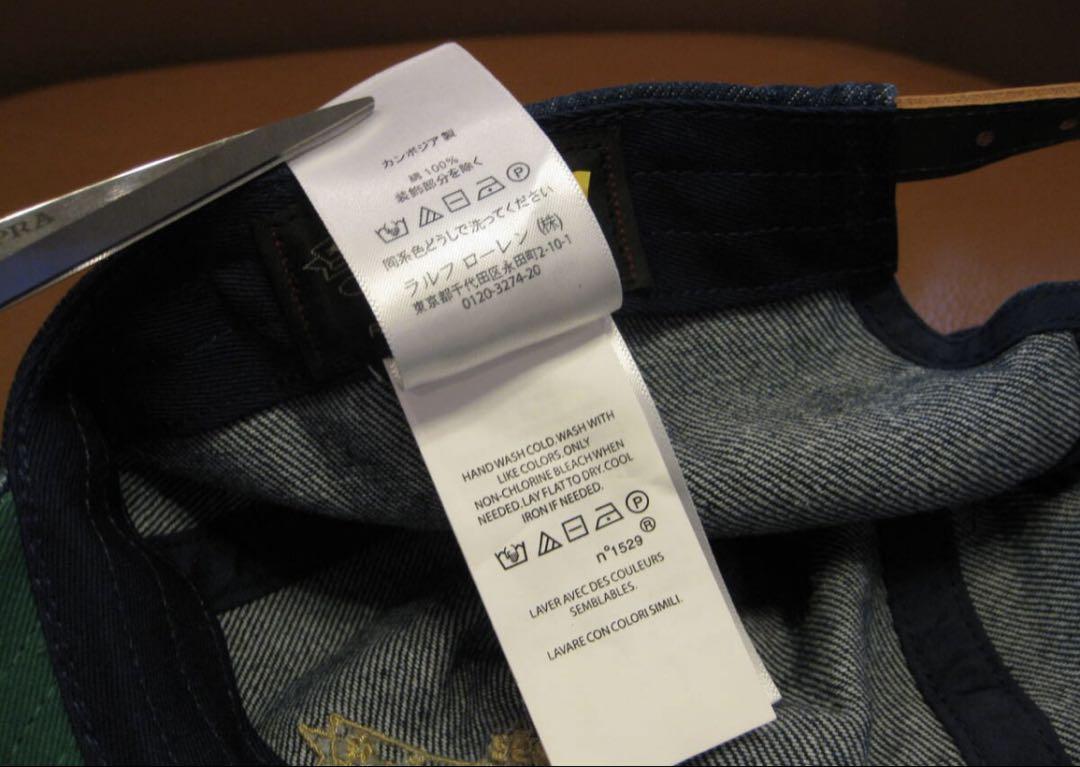 PRA
カンボジア製
綿 100%
装飾部分を除く
P
同系色どうしで洗ってください
ラルフ ローレン (株)
東京都千代田区永田町2-10-1
0120-3274-20
HAND WASH COLD. WASH WITH
LIKE COLORS. ONLY
NON-CHLORINE BLEACH WHEN
NEEDED. LAY FLAT TO DRY. COOL
IRON IF NEEDED.
P
nº1529 ®
LAVER AVEC DES COULEURS
SEMBLABLES.
LAVARE CON COLORI SIMILI.